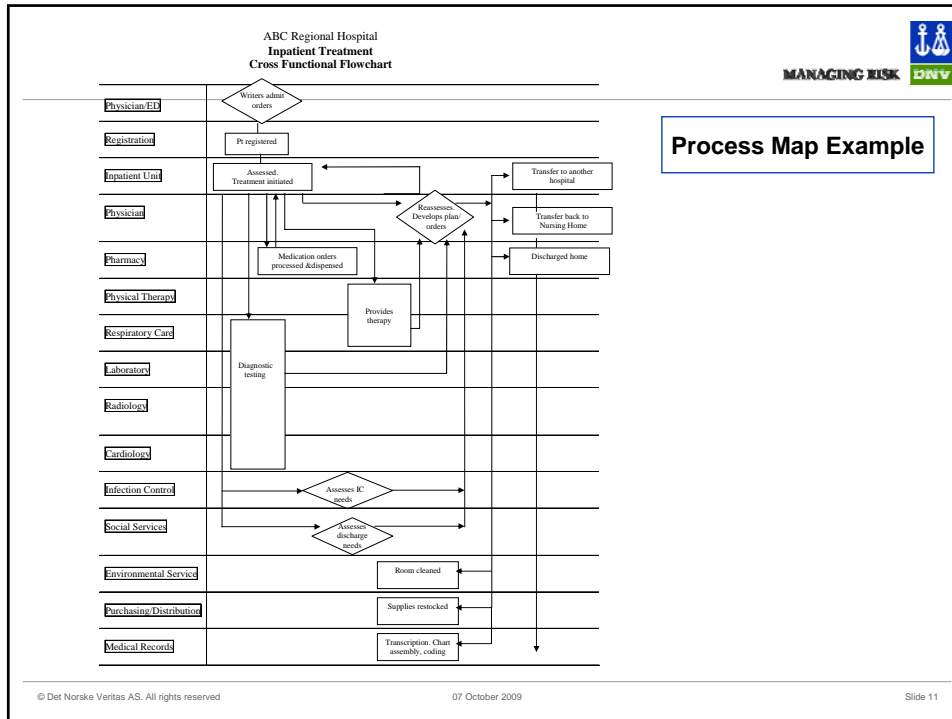 ABC Regional Hospital
Inpatient Treatment
Cross Functional Flowchart
MANAGING RISK
DNV
Process Map Example
Physician/ED
Writers admit
orders
Registration
Pt registered
Inpatient Unit
Assessed.
Treatment initiated
Transfer to another
hospital
Physician
Reassesses.
Develops plan/
orders
Transfer back to
Nursing Home
Pharmacy
Medication orders
processed &dispensed
Discharged home
Physical Therapy
Provides
therapy
Respiratory Care
Laboratory
Diagnostic
testing
Radiology
Cardiology
Infection Control
Assesses IC
needs
Social Services
Assesses
discharge
needs
Environmental Service
Room cleaned
Purchasing/Distribution
Supplies restocked
Medical Records
Transcription. Chart
assembly, coding
© Det Norske Veritas AS. All rights reserved
07 October 2009
Slide 11